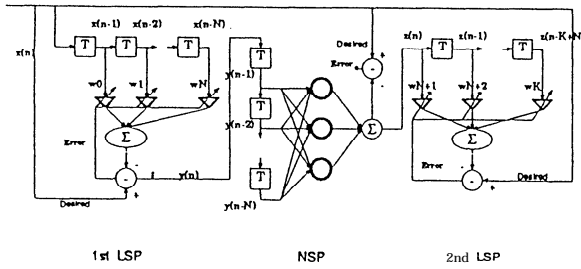 x(n-1) x(n-2) x(n-N)
x(n)
T T T
w0 w1 wN
Σ
Error
-
y(n)
Desired
+
T
y(n-1)
T
y(n-2)
T
y(n-N)
Desired
+
Error
-
Σ
z(n) z(n-1) z(n-K+N
T T
wN+1 wN+2 wK
Σ
Error
-
+
Desired
1st LSP NSP 2nd LSP